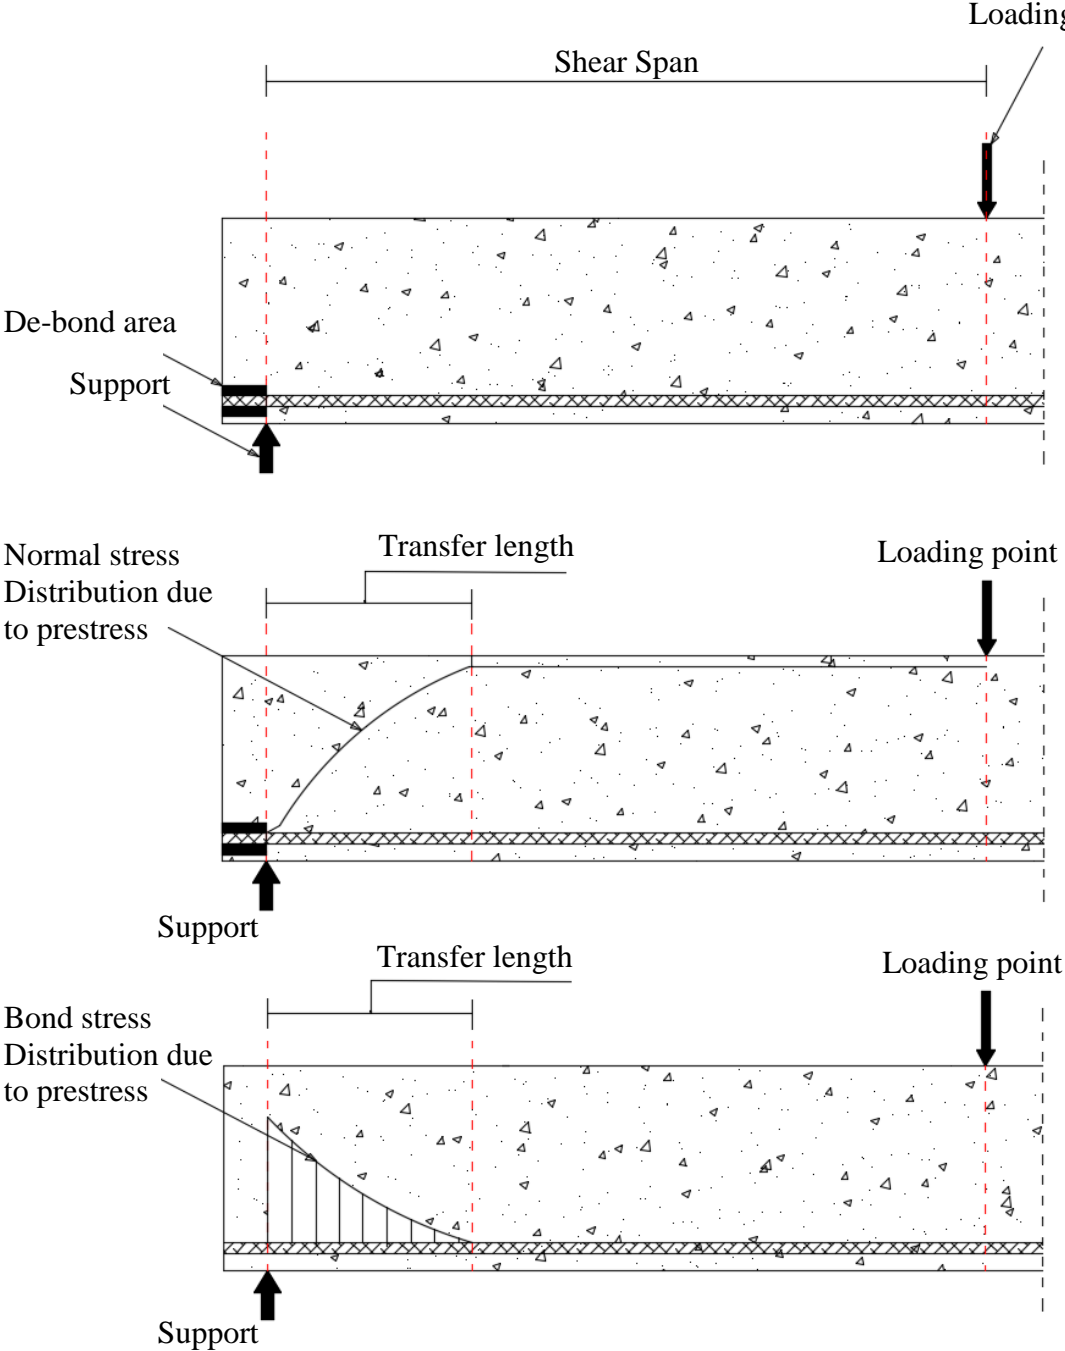 Loading
Shear Span
De-bond area
Support
Normal stress
Distribution due
to prestress
Transfer length
Loading point
Support
Transfer length
Loading point
Bond stress
Distribution due
to prestress
Support